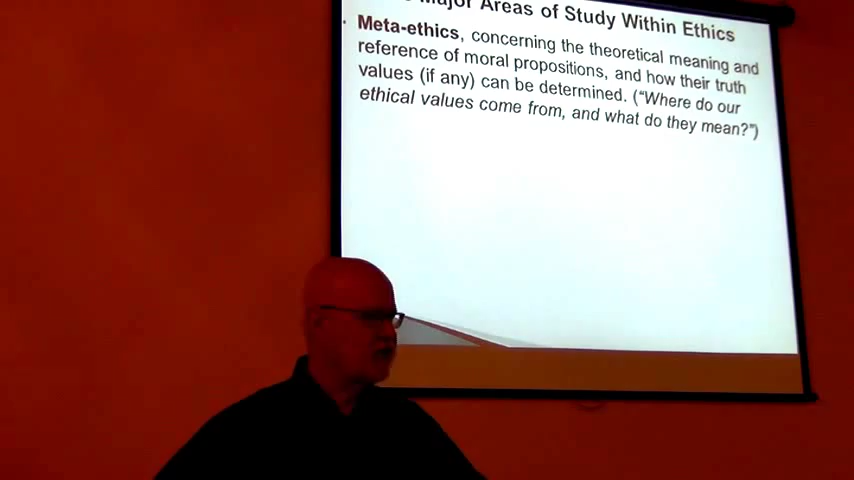 Major Areas of Study Within Ethics
Meta-ethics, concerning the theoretical meaning and
reference of moral propositions, and how their truth
values (if any) can be determined. ("Where do our
ethical values come from, and what do they mean?")